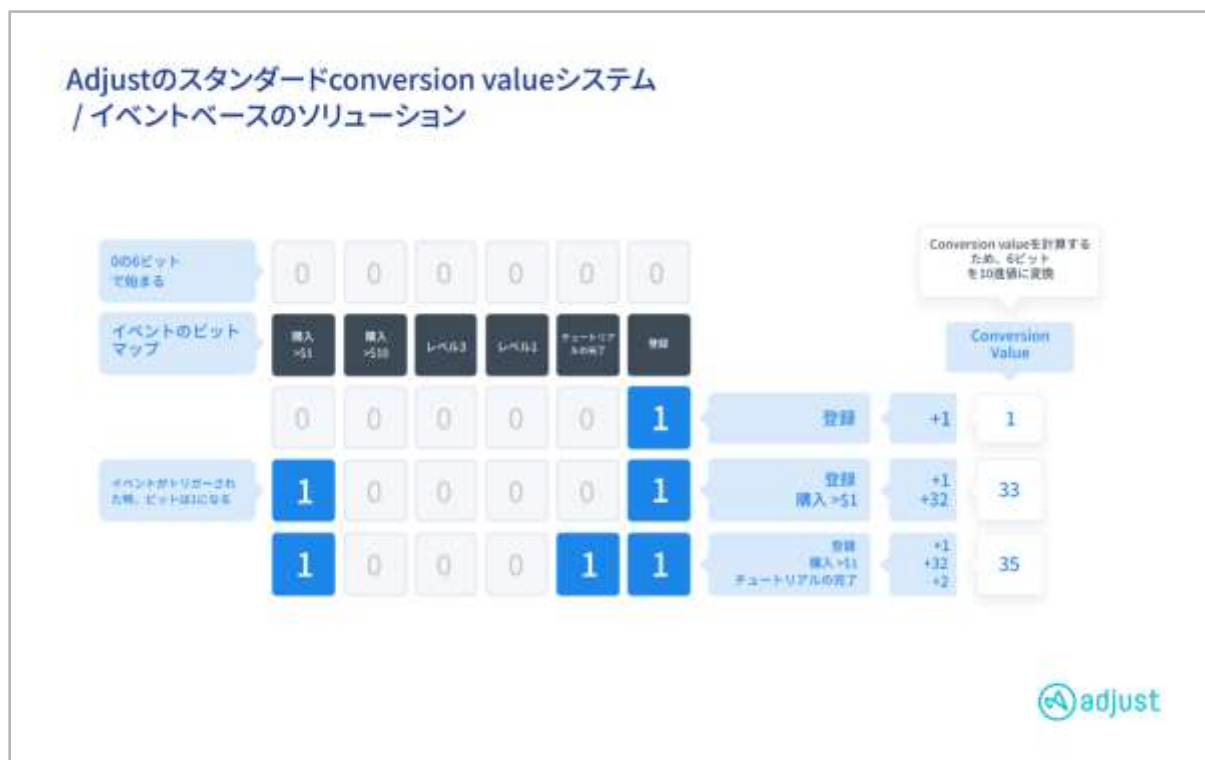 Adjustのスタンダードconversion valueシステム
/ イベントベースのソリューション
Conversion valueを計算する
ため、6ビット
を10進値に変換
0の6ビット
で始まる
0 0 0 0 0 0
イベントのビット
マップ
購入
>$1
購入
>$10
レベル3
レベル1
チュートリア
ルの完了
登録
Conversion
Value
0 0 0 0 0 1
登録
+1
1
イベントがトリガーされ
た時、ビットは1になる
1 0 0 0 0 1
登録
購入 >$1
+1
+32
33
1 0 0 0 1 1
登録
購入 >$1
チュートリアルの完了
+1
+32
+2
35
adjust